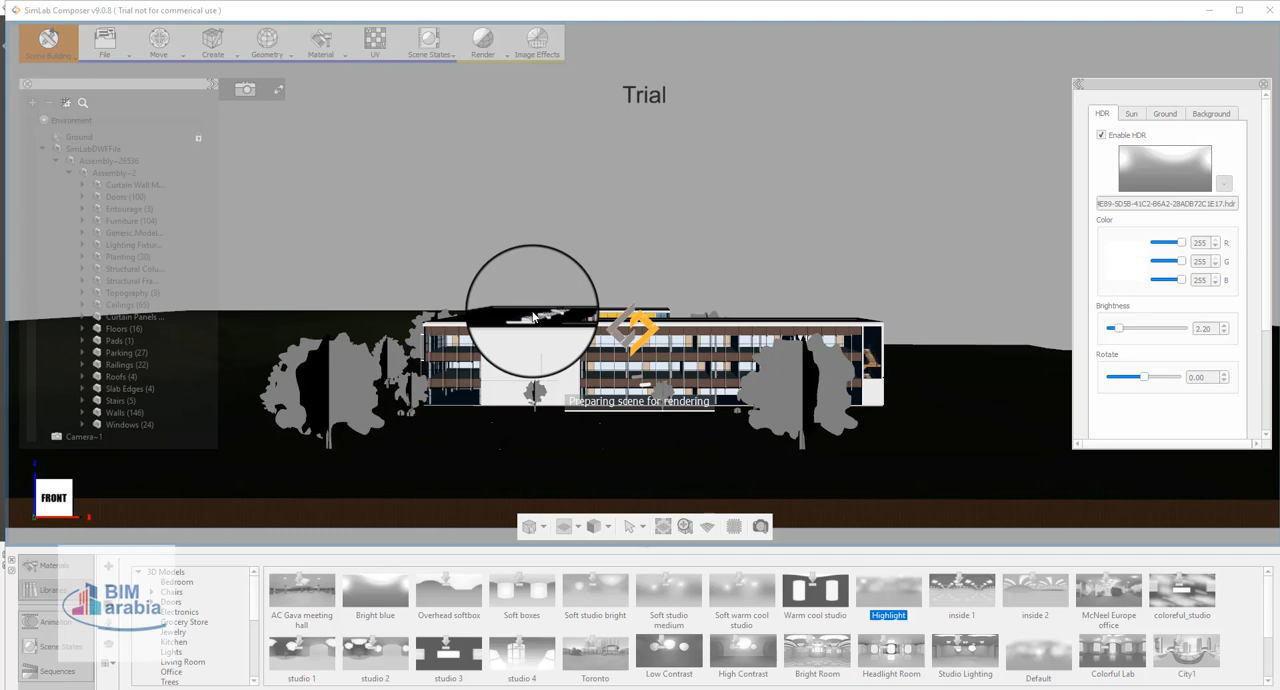 SimLab Composer v9.0.8 ( Trial not for commerical use )
Scene Building
File
Move
Create
Geometry
Material
UV
Scene States
Render
Image Effects
Trial
Environment
Ground
SimLabDWFFile
Assembly~26536
Assembly~2
Curtain Wall M...
Doors (100)
Entourage (3)
Furniture (104)
Generic Model...
Lighting Fixtur...
Planting (30)
Structural Colu...
Structural Fra...
Topography (3)
Ceilings (65)
Curtain Panels ...
Floors (16)
Pads (1)
Parking (27)
Railings (22)
Roofs (4)
Slab Edges (4)
Stairs (5)
Walls (146)
Windows (24)
Camera~1
HDR
Sun
Ground
Background
Enable HDR
IE89-5D5B-41C2-B6A2-28ADB72C1E17.hdr
Color
255 R
255 G
255 B
Brightness
2.20
Rotate
0.00
Preparing scene for rendering
FRONT
Materials
Libraries
Animation
Scene States
Sequences
BIM
arabia
3D Models
Bedroom
Chairs
Doors
Electronics
Grocery Store
Jewelry
Kitchen
Lights
Living Room
Office
Trees
AC Gava meeting hall
Bright blue
Overhead softbox
Soft boxes
Soft studio bright
Soft studio medium
Soft warm cool studio
Warm cool studio
Highlight
inside 1
inside 2
McNeel Europe office
coloreful_studio
studio 1
studio 2
studio 3
studio 4
Toronto
Low Contrast
High Contrast
Bright Room
Headlight Room
Studio Lighting
Default
Colorful Lab
City1